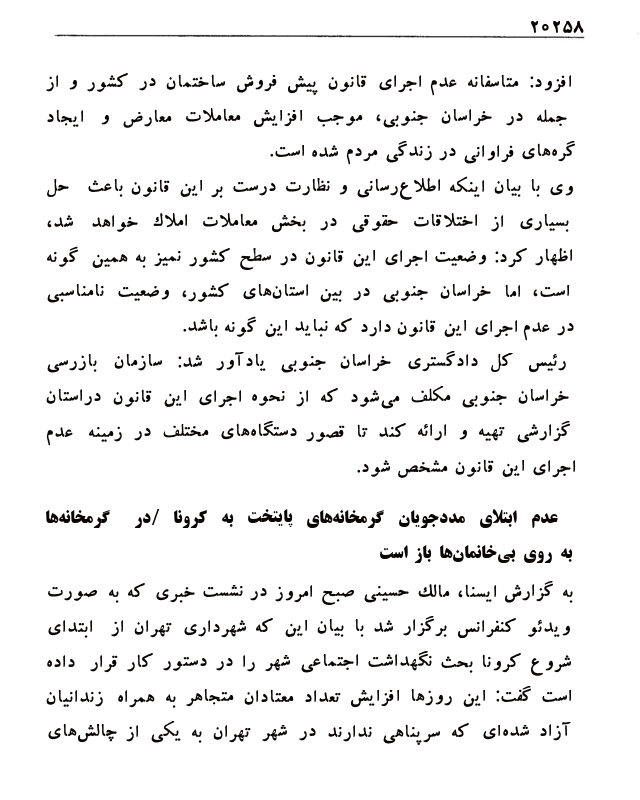 ۲۰۲۵۸
افزود: متاسفانه عدم اجرای قانون پیش فروش ساختمان در کشور و از
جمله در خراسان جنوبی، موجب افزایش معاملات معارض و ایجاد
گره‌های فراوانی در زندگی مردم شده است.
وی با بیان اینکه اطلاع‌رسانی و نظارت درست بر این قانون باعث حل
بسیاری از اختلافات حقوقی در بخش معاملات املاک خواهد شد،
اظهار کرد: وضعیت اجرای این قانون در سطح کشور نمیز به همین گونه
است، اما خراسان جنوبی در بین استان‌های کشور، وضعیت نامناسبی
در عدم اجرای این قانون دارد که نباید این گونه باشد.
رئیس کل دادگستری خراسان جنوبی یادآور شد: سازمان بازرسی
خراسان جنوبی مکلف می‌شود که از نحوه اجرای این قانون دراستان
گزارشی تهیه و ارائه کند تا قصور دستگاه‌های مختلف در زمینه عدم
اجرای این قانون مشخص شود.
عدم ابتلای مددجویان گرمخانه‌های پایتخت به کرونا /در گرمخانه‌ها
به روی بی‌خانمان‌ها باز است
به گزارش ایسنا، مالک حسینی صبح امروز در نشست خبری که به صورت
ویدئو کنفرانس برگزار شد با بیان این که شهرداری تهران از ابتدای
شروع کرونا بحث نگهداشت اجتماعی شهر را در دستور کار قرار داده
است گفت: این روزها افزایش تعداد معتادان متجاهر به همراه زندانیان
آزاد شده‌ای که سرپناهی ندارند در شهر تهران به یکی از چالش‌های